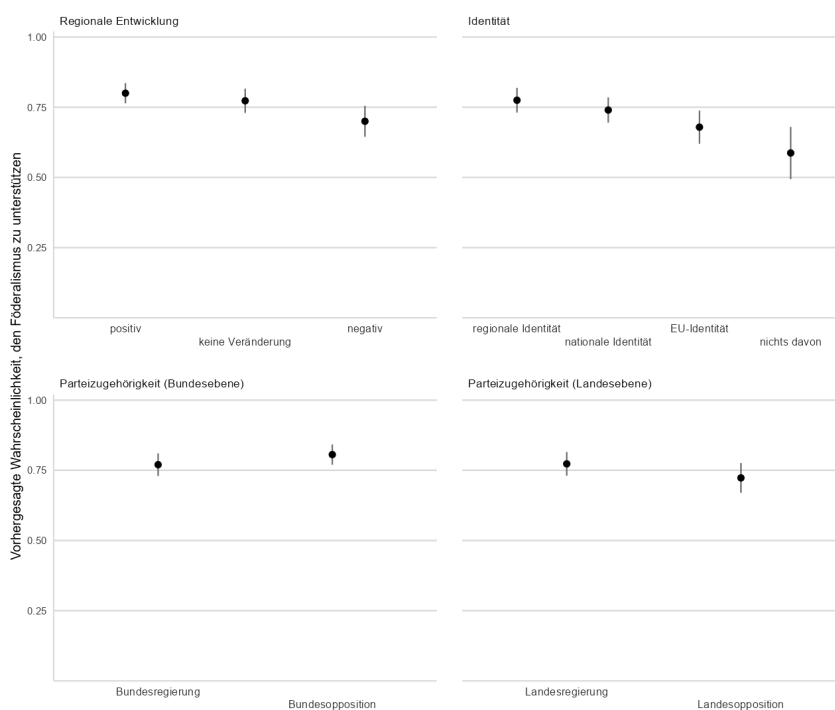 Vorhergesagte Wahrscheinlichkeit, den Föderalismus zu unterstützen
Regionale Entwicklung
1.00
0.75
0.50
0.25
positiv
keine Veränderung
negativ
Identität
regionale Identität
nationale Identität
EU-Identität
nichts davon
Parteizugehörigkeit (Bundesebene)
1.00
0.75
0.50
0.25
Bundesregierung
Bundesopposition
Parteizugehörigkeit (Landesebene)
Landesregierung
Landesopposition